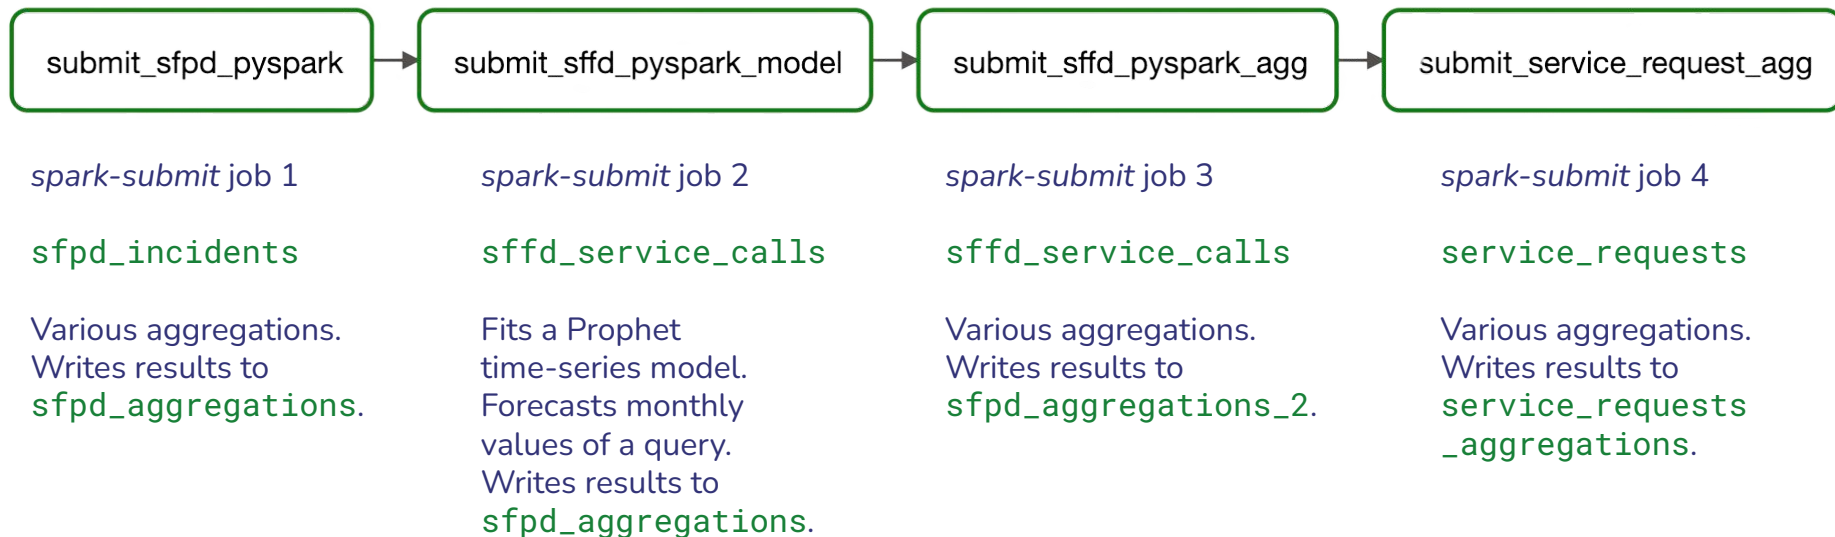 submit_sfpd_pyspark
submit_sffd_pyspark_model
submit_sffd_pyspark_agg
submit_service_request_agg
spark-submit job 1
sfpd_incidents
Various aggregations.
Writes results to
sfpd_aggregations.
spark-submit job 2
sffd_service_calls
Fits a Prophet
time-series model.
Forecasts monthly
values of a query.
Writes results to
sfpd_aggregations.
spark-submit job 3
sffd_service_calls
Various aggregations.
Writes results to
sfpd_aggregations_2.
spark-submit job 4
service_requests
Various aggregations.
Writes results to
service_requests
_aggregations.